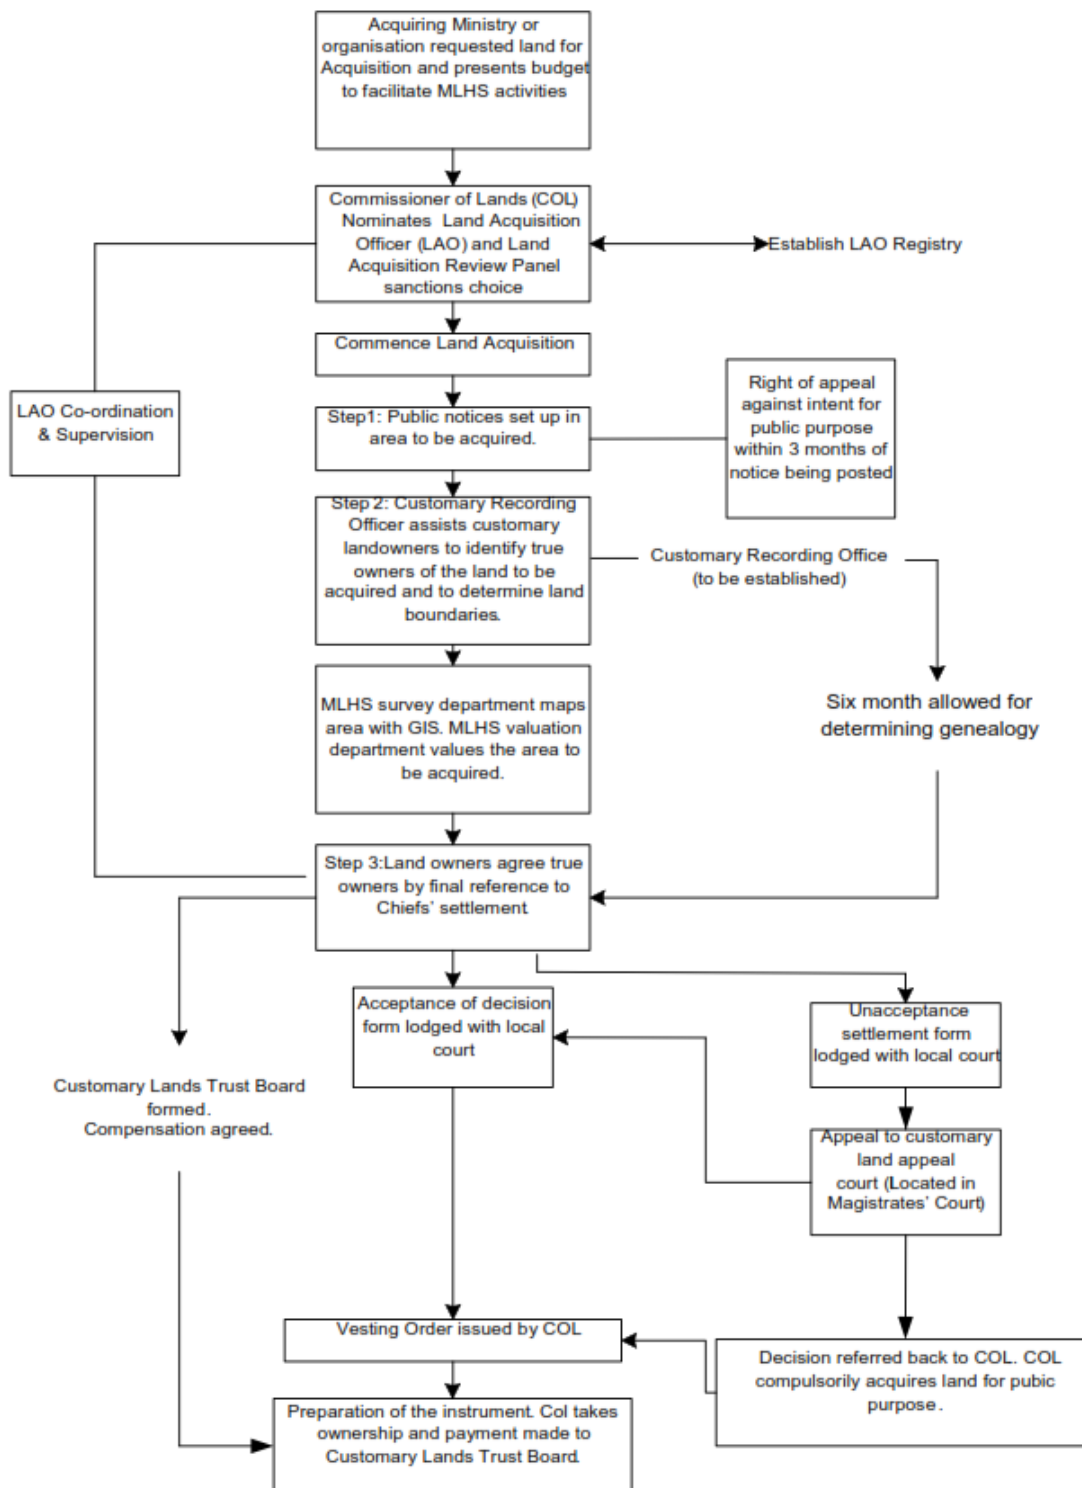 Acquiring Ministry or
organisation requested land for
Acquisition and presents budget
to facilitate MLHS activities
Commissioner of Lands (COL)
Nominates Land Acquisition
Officer (LAO) and Land
Acquisition Review Panel
sanctions choice
Establish LAO Registry
Commence Land Acquisition
LAO Co-ordination
& Supervision
Step1: Public notices set up in
area to be acquired.
Right of appeal
against intent for
public purpose
within 3 months of
notice being posted
Step 2: Customary Recording
Officer assists customary
landowners to identify true
owners of the land to be
acquired and to determine land
boundaries.
Customary Recording Office
(to be established)
MLHS survey department maps
area with GIS. MLHS valuation
department values the area to
be acquired.
Six month allowed for
determining genealogy
Step 3:Land owners agree true
owners by final reference to
Chiefs' settlement.
Acceptance of decision
form lodged with local
court
Unacceptance
settlement form
lodged with local court
Customary Lands Trust Board
formed.
Compensation agreed.
Appeal to customary
land appeal
court (Located in
Magistrates' Court)
Vesting Order issued by COL
Decision referred back to COL. COL
compulsorily acquires land for pubic
purpose.
Preparation of the instrument. Col takes
ownership and payment made to
Customary Lands Trust Board.